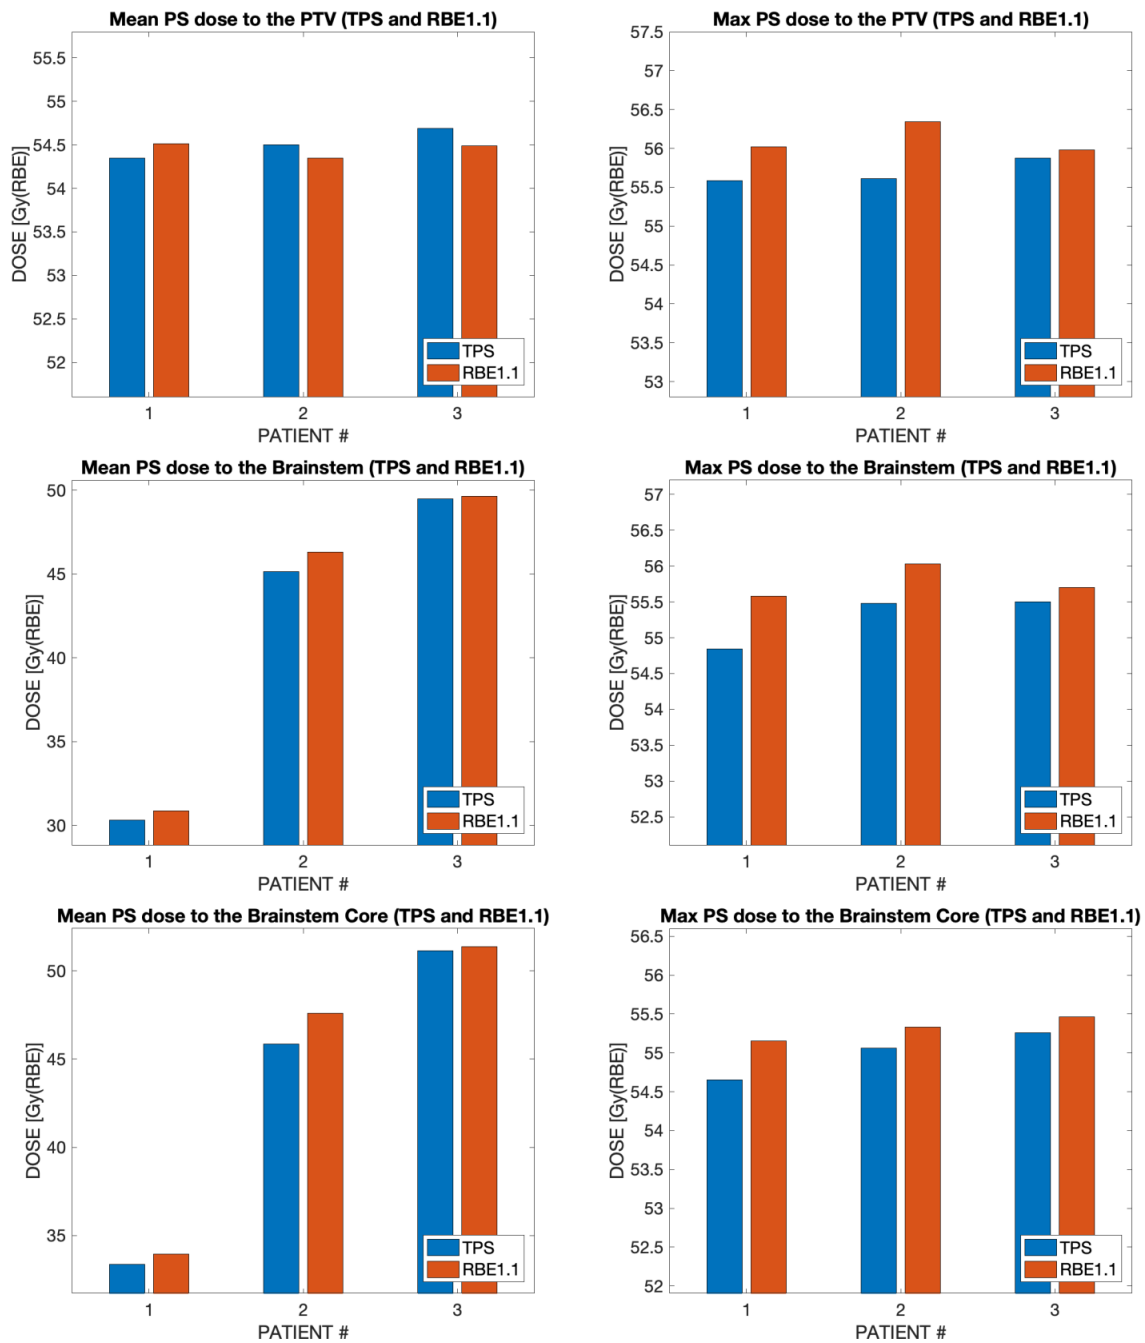 Mean PS dose to the PTV (TPS and RBE1.1)
55.5
55
54.5
54
53.5
53
52.5
52
DOSE [Gy(RBE)]
TPS
RBE1.1
1 2 3
PATIENT #
Max PS dose to the PTV (TPS and RBE1.1)
57.5
57
56.5
56
55.5
55
54.5
54
53.5
53
DOSE [Gy(RBE)]
TPS
RBE1.1
1 2 3
PATIENT #
Mean PS dose to the Brainstem (TPS and RBE1.1)
50
45
40
35
30
DOSE [Gy(RBE)]
TPS
RBE1.1
1 2 3
PATIENT #
Max PS dose to the Brainstem (TPS and RBE1.1)
57
56.5
56
55.5
55
54.5
54
53.5
53
52.5
DOSE [Gy(RBE)]
TPS
RBE1.1
1 2 3
PATIENT #
Mean PS dose to the Brainstem Core (TPS and RBE1.1)
50
45
40
35
DOSE [Gy(RBE)]
TPS
RBE1.1
1 2 3
PATIENT #
Max PS dose to the Brainstem Core (TPS and RBE1.1)
56.5
56
55.5
55
54.5
54
53.5
53
52.5
52
DOSE [Gy(RBE)]
TPS
RBE1.1
1 2 3
PATIENT #